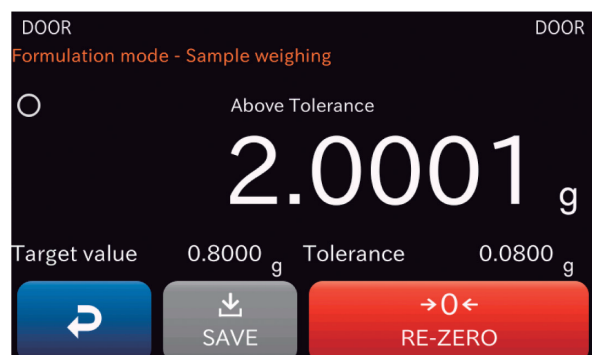 DOOR DOOR
Formulation mode - Sample weighing
Above Tolerance
2.0001 g
Target value 0.8000 g Tolerance 0.0800 g
→0←
SAVE RE-ZERO